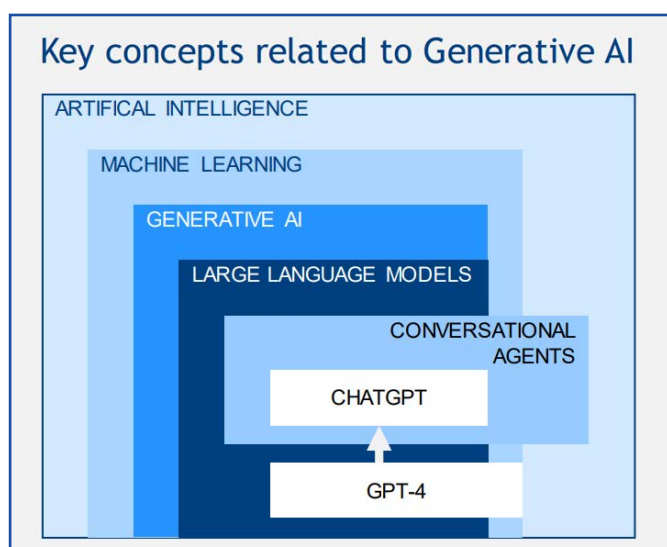 Key concepts related to Generative AI
ARTIFICAL INTELLIGENCE
MACHINE LEARNING
GENERATIVE AI
LARGE LANGUAGE MODELS
CONVERSATIONAL
AGENTS
CHATGPT
GPT-4